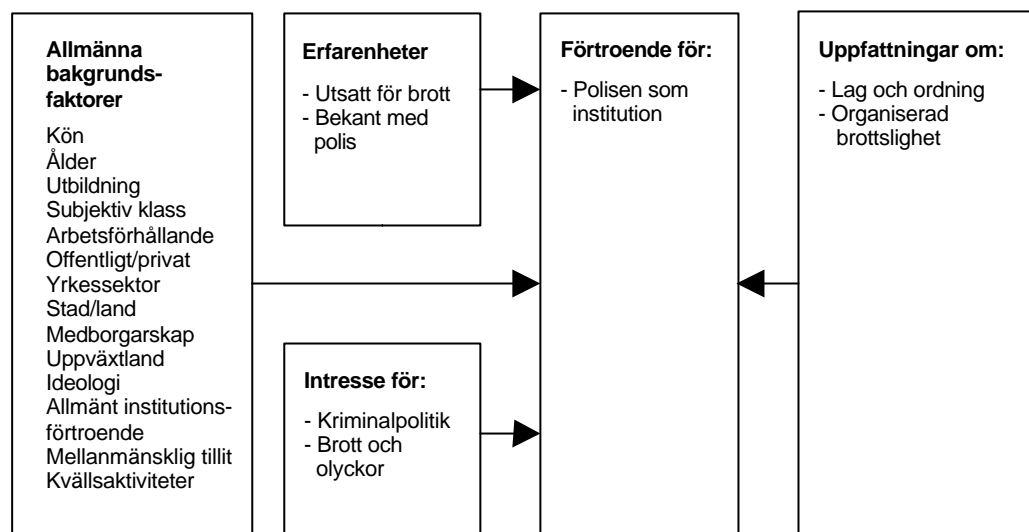 Allmänna
bakgrunds-
faktorer
Kön
Ålder
Utbildning
Subjektiv klass
Arbetsförhållande
Offentligt/privat
Yrkessektor
Stad/land
Medborgarskap
Uppväxtland
Ideologi
Allmänt institutions-
förtroende
Mellanmänsklig tillit
Kvällsaktiviteter
Erfarenheter
- Utsatt för brott
- Bekant med
polis
Intresse för:
- Kriminalpolitik
- Brott och
olyckor
Förtroende för:
- Polisen som
institution
Uppfattningar om:
- Lag och ordning
- Organiserad
brottslighet